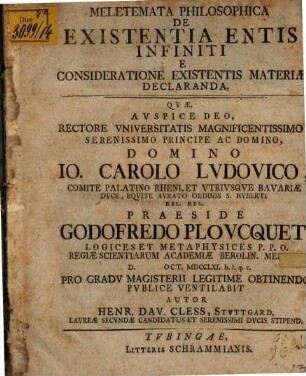 Diss
3099/14
MELETEMATA PHILOSOPHICA
DE
EXISTENTIA ENTIS
INFINITI
E
CONSIDERATIONE EXISTENTIS MATERIÆ
DECLARANDA,
QVÆ,
AVSPICE DEO,
RECTORE VNIVERSITATIS MAGNIFICENTISSIMO
SERENISSIMO PRINCIPE AC DOMINO,
DOMINO
IO. CAROLO LVDOVICO,
COMITE PALATINO RHENI, ET VTRIVSQVE BAVARIÆ
DVCE, EQVITE AVRATO ORDINIS S. HVBERTI
REL. REL.
PRAESIDE
GODOFREDO PLOVCQVET
LOGICES ET METAPHYSICES P. P. O.
REGIÆ SCIENTIARUM ACADEMIÆ BEROLIN.
D. OCT. MDCCLXI. h. l. q. c.
PRO GRADV MAGISTERII LEGITIME OBTINENDO
PVBLICE VENTILABIT
AVTOR
HENR. DAV. CLESS, STVTTGARD.
LAVREÆ SECVNDÆ CANDIDATUS ET SERENISSIMI DVCIS STIPEND.
TVBINGAE,
LITTERIS SCHRAMMIANIS.